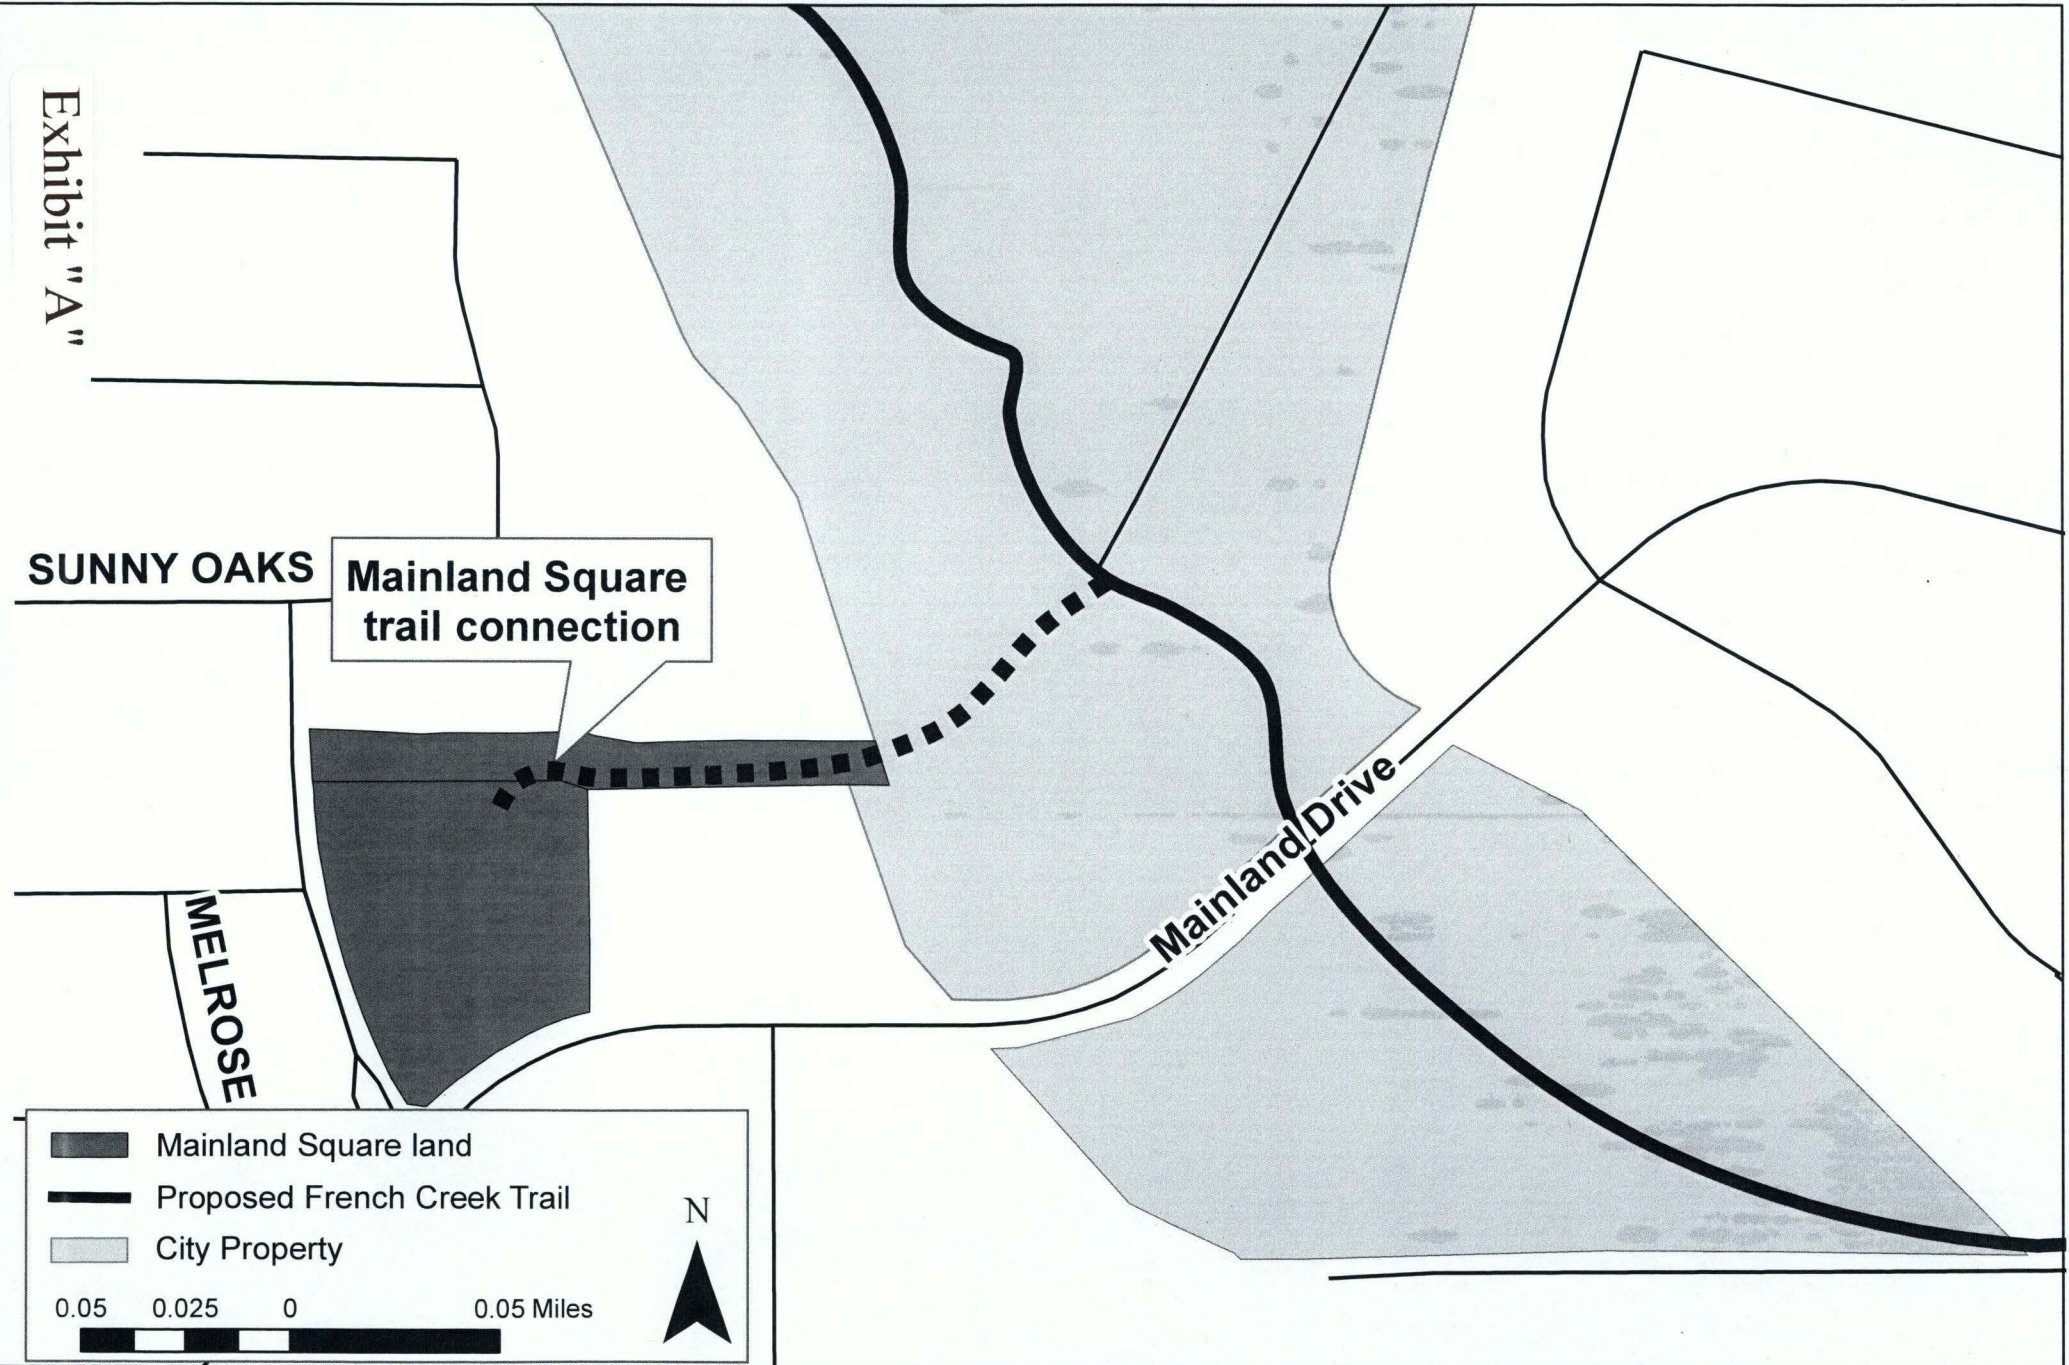 Exhibit "A"
SUNNY OAKS
Mainland Square
trail connection
Mainland Drive
MELROSE
Mainland Square land
Proposed French Creek Trail
City Property
N
0.05 0.025 0 0.05 Miles